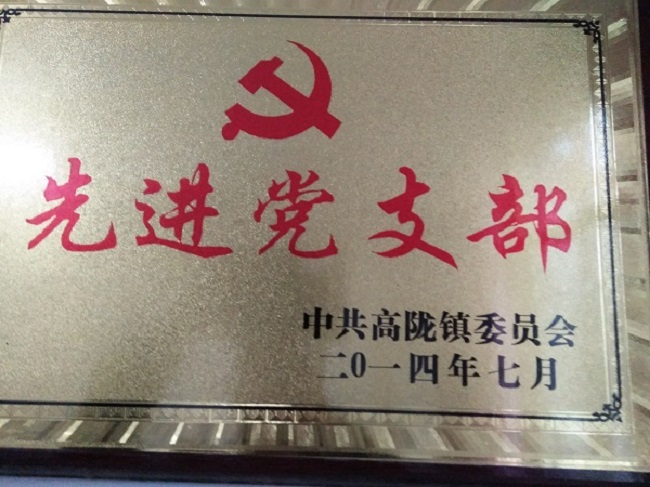 先进党支部
中共高陇镇委员会
二0一四年七月